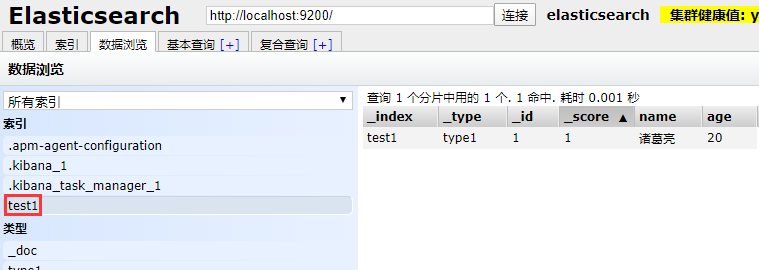 Elasticsearch http://localhost:9200/ 连接 elasticsearch 集群健康值: y
概览 索引 数据浏览 基本查询 [+] 复合查询 [+]
数据浏览
所有索引
索引
.apm-agent-configuration
.kibana_1
.kibana_task_manager_1
test1
类型
_doc
type1
查询 1 个分片中用的 1 个. 1 命中. 耗时 0.001 秒
_index _type _id _score ▲ name age
test1 type1 1 1 诸葛亮 20